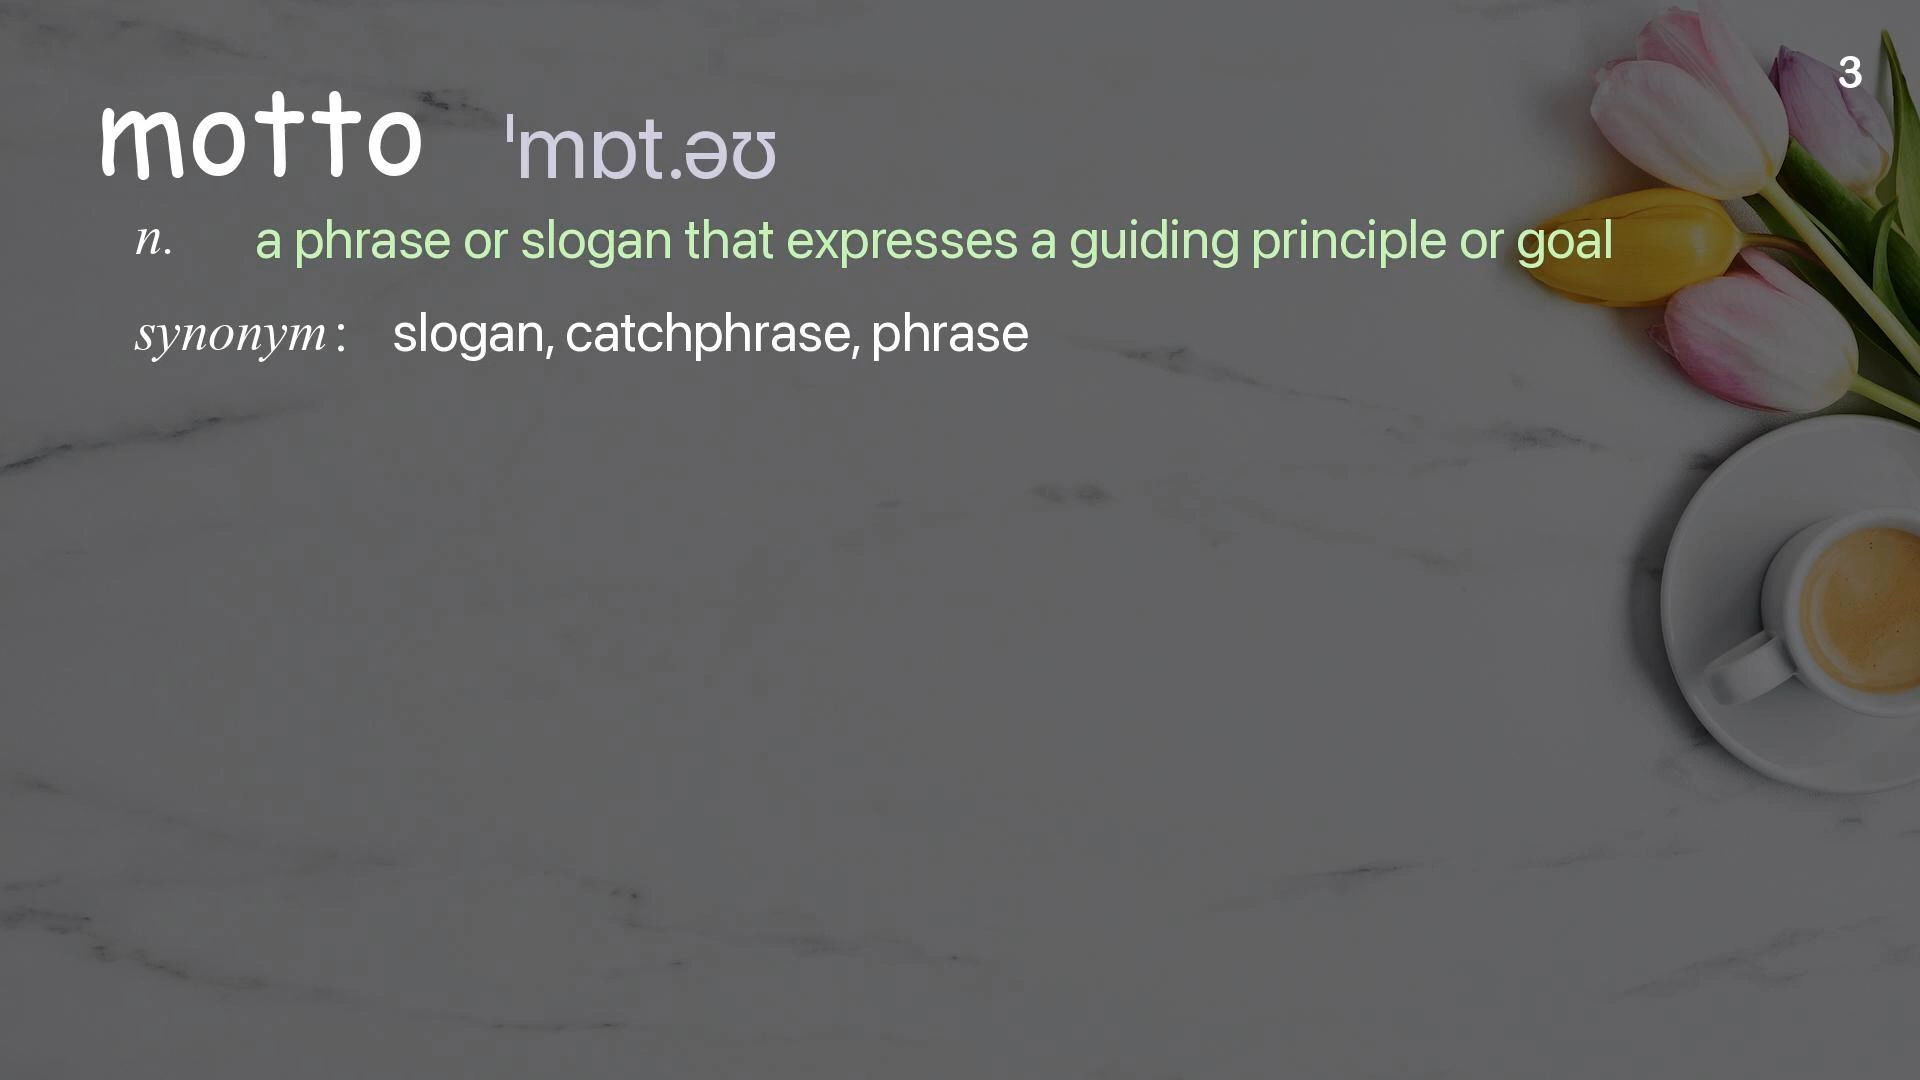 3
motto ˈmɒt.əʊ
n. a phrase or slogan that expresses a guiding principle or goal
synonym: slogan, catchphrase, phrase